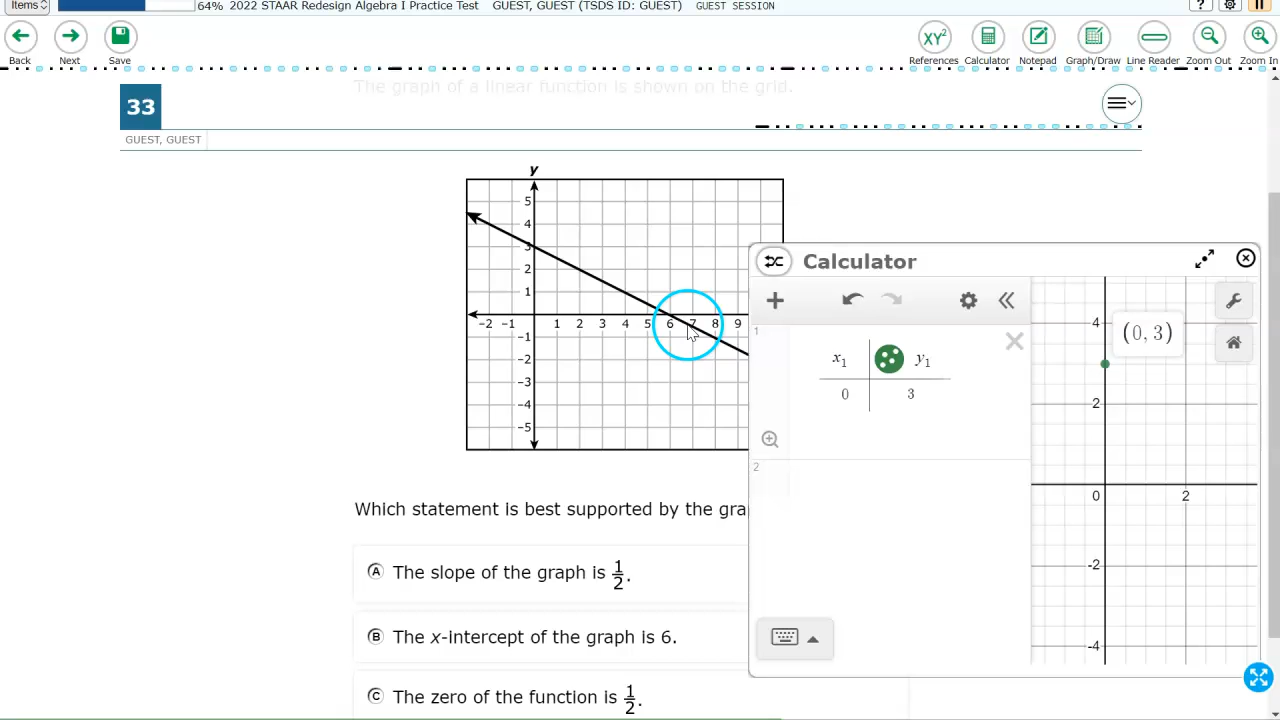 Items
64% 2022 STAAR Redesign Algebra I Practice Test GUEST, GUEST (TSDS ID: GUEST) GUEST SESSION
?
Back Next Save
XY²
References Calculator Notepad Graph/Draw Line Reader Zoom Out Zoom In
The graph of a linear function is shown on the grid.
33
GUEST, GUEST
y
5
4
3
2
1
-2 -1 1 2 3 4 5 6 7 8 9
-1
-2
-3
-4
-5
Calculator
1
x₁ y₁
0 3
2
(0, 3)
4
2
0 2
-2
-4
Which statement is best supported by the gra
A The slope of the graph is 1/2.
B The x-intercept of the graph is 6.
C The zero of the function is 1/2.